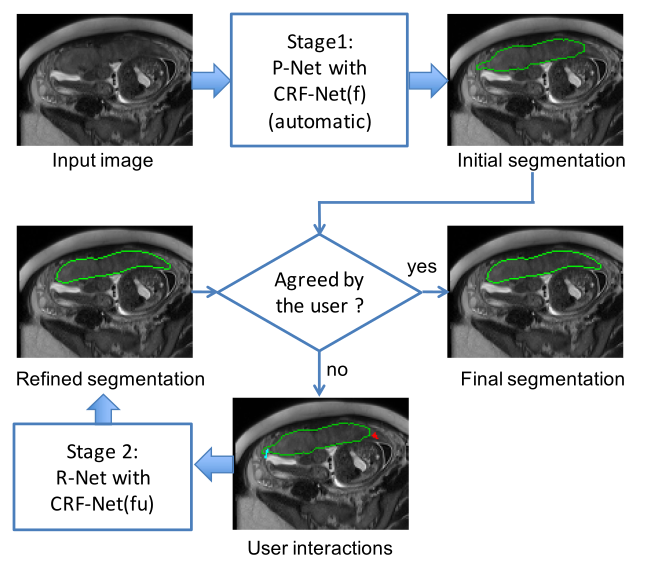 Stage1:
P-Net with
CRF-Net(f)
(automatic)
Input image
Initial segmentation
Agreed by
the user ?
yes
no
Refined segmentation
Final segmentation
Stage 2:
R-Net with
CRF-Net(fu)
User interactions